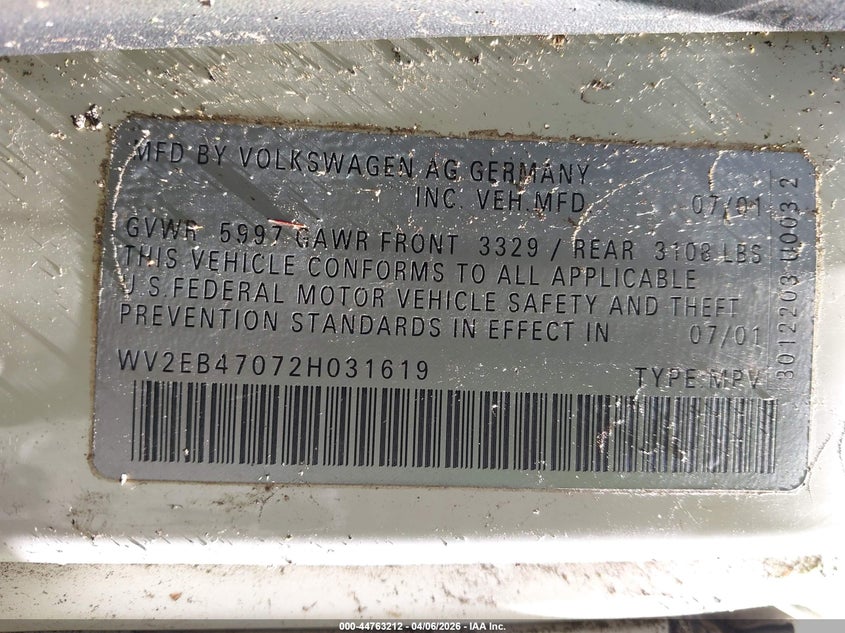 MFD BY VOLKSWAGEN AG GERMANY
INC. VEH.MFD 07/01
GVWR 5997 GAWR FRONT 3329 / REAR 3108 LBS
THIS VEHICLE CONFORMS TO ALL APPLICABLE
U.S.FEDERAL MOTOR VEHICLE SAFETY AND THEFT
PREVENTION STANDARDS IN EFFECT IN 07/01
WV2EB47072H031619 TYPE:MPV
3012203 U0032
000-44763212 - 04/06/2026 - IAA Inc.